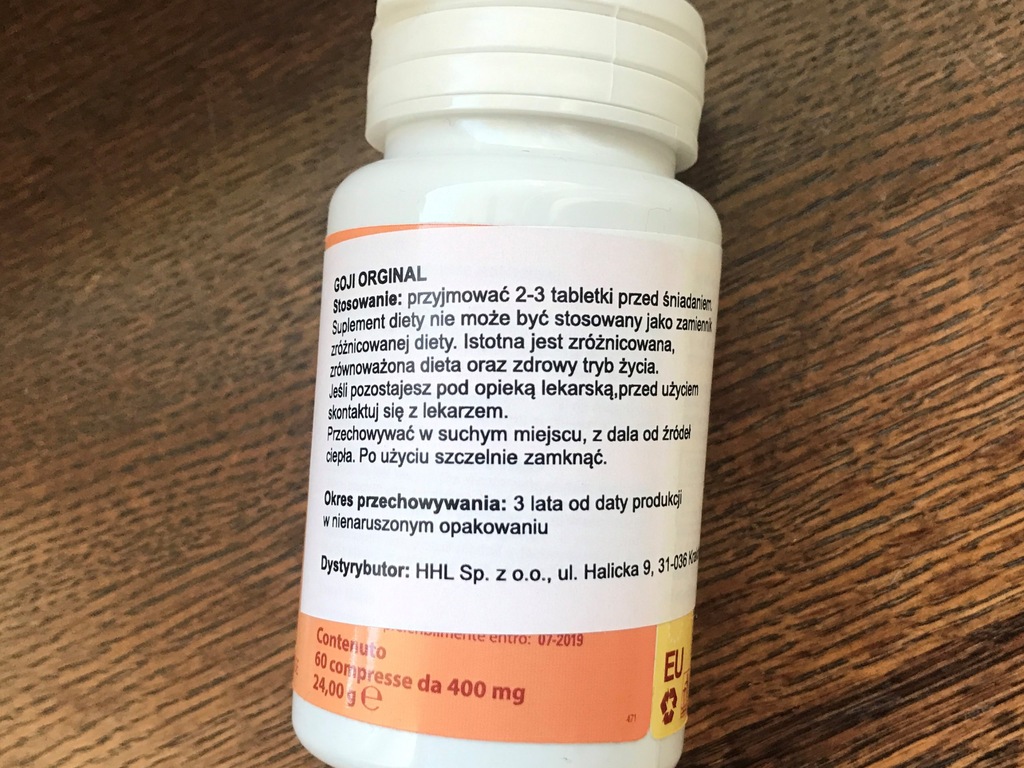 GOJI ORGINAL
Stosowanie: przyjmować 2-3 tabletki przed śniadaniem.
Suplement diety nie może być stosowany jako zamiennik
zróżnicowanej diety. Istotna jest zróżnicowana,
zrównoważona dieta oraz zdrowy tryb życia.
Jeśli pozostajesz pod opieką lekarską,przed użyciem
skontaktuj się z lekarzem.
Przechowywać w suchym miejscu, z dala od źródeł
ciepła. Po użyciu szczelnie zamknąć.
Okres przechowywania: 3 lata od daty produkcji
w nienaruszonym opakowaniu
Dystyrybutor: HHL Sp. z o.o., ul. Halicka 9, 31-036
entro: 07-2019
Contenuto
60 compresse da 400 mg
24,00 g e
471
EU